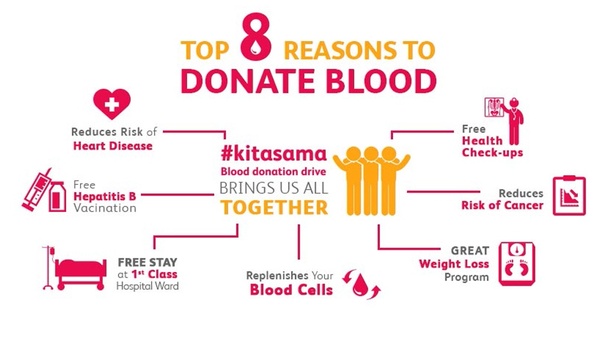 TOP 8 REASONS TO
DONATE BLOOD
Reduces Risk of
Heart Disease
#kitasama
Blood donation drive
BRINGS US ALL
TOGETHER
Free
Health
Check-ups
Free
Hepatitis B
Vacination
Reduces
Risk of Cancer
FREE STAY
at 1st Class
Hospital Ward
Replenishes Your
Blood Cells
GREAT
Weight Loss
Program